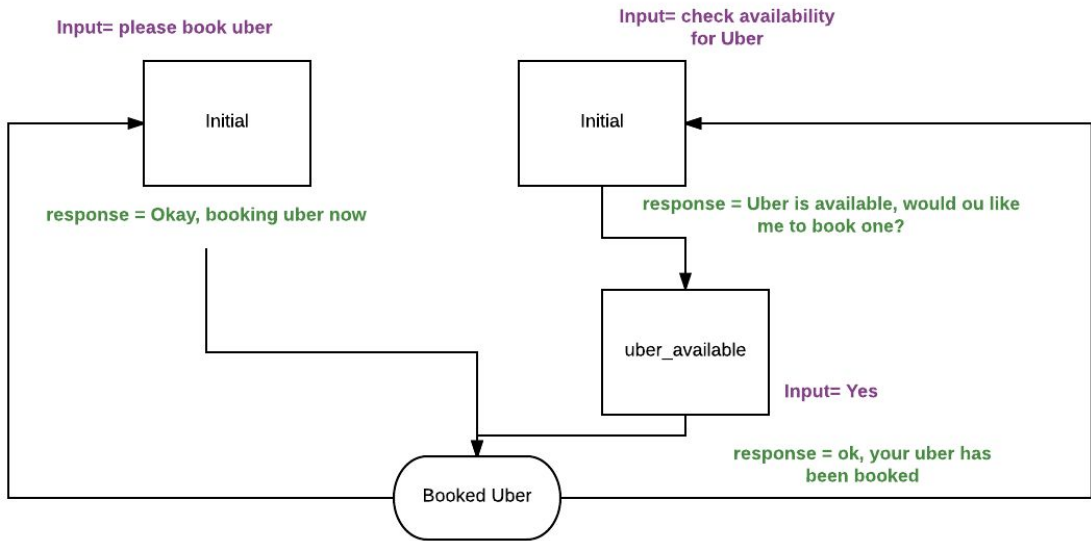 Input= please book uber
Input= check availability
for Uber
Initial
Initial
response = Okay, booking uber now
response = Uber is available, would ou like
me to book one?
uber_available
Input= Yes
response = ok, your uber has
been booked
Booked Uber